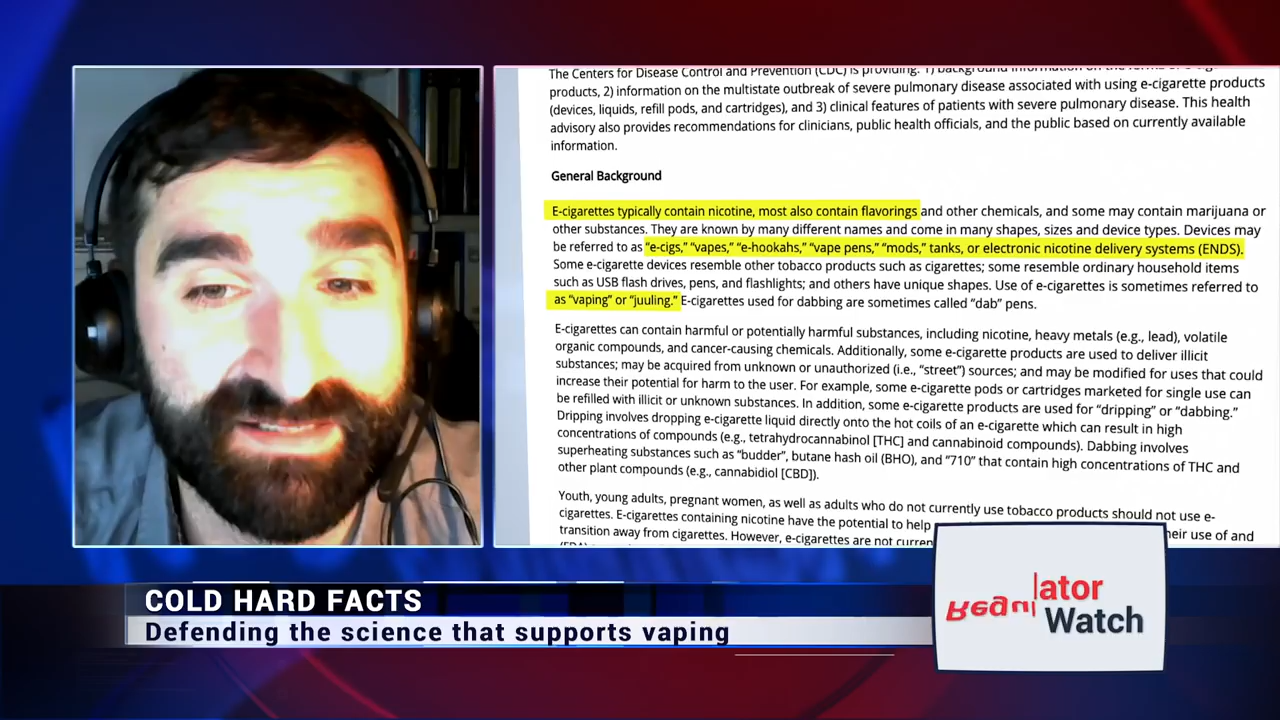 The Centers for Disease Control and Prevention (CDC) is providing: 1) background information on the forms of e-cigarette
products, 2) information on the multistate outbreak of severe pulmonary disease associated with using e-cigarette products
(devices, liquids, refill pods, and cartridges), and 3) clinical features of patients with severe pulmonary disease. This health
advisory also provides recommendations for clinicians, public health officials, and the public based on currently available
information.
General Background
E-cigarettes typically contain nicotine, most also contain flavorings and other chemicals, and some may contain marijuana or
other substances. They are known by many different names and come in many shapes, sizes and device types. Devices may
be referred to as “e-cigs,” “vapes,” “e-hookahs,” “vape pens,” “mods,” tanks, or electronic nicotine delivery systems (ENDS).
Some e-cigarette devices resemble other tobacco products such as cigarettes; some resemble ordinary household items
such as USB flash drives, pens, and flashlights; and others have unique shapes. Use of e-cigarettes is sometimes referred to
as “vaping” or “juuling.” E-cigarettes used for dabbing are sometimes called “dab” pens.
E-cigarettes can contain harmful or potentially harmful substances, including nicotine, heavy metals (e.g., lead), volatile
organic compounds, and cancer-causing chemicals. Additionally, some e-cigarette products are used to deliver illicit
substances; may be acquired from unknown or unauthorized (i.e., “street”) sources; and may be modified for uses that could
increase their potential for harm to the user. For example, some e-cigarette pods or cartridges marketed for single use can
be refilled with illicit or unknown substances. In addition, some e-cigarette products are used for “dripping” or “dabbing.”
Dripping involves dropping e-cigarette liquid directly onto the hot coils of an e-cigarette which can result in high
concentrations of compounds (e.g., tetrahydrocannabinol [THC] and cannabinoid compounds). Dabbing involves
superheating substances such as “budder”, butane hash oil (BHO), and “710” that contain high concentrations of THC and
other plant compounds (e.g., cannabidiol [CBD]).
Youth, young adults, pregnant women, as well as adults who do not currently use tobacco products should not use e-
cigarettes. E-cigarettes containing nicotine have the potential to help
transition away from cigarettes. However, e-cigarettes are not curren heir use of and
COLD HARD FACTS
Defending the science that supports vaping
Regulator
Watch